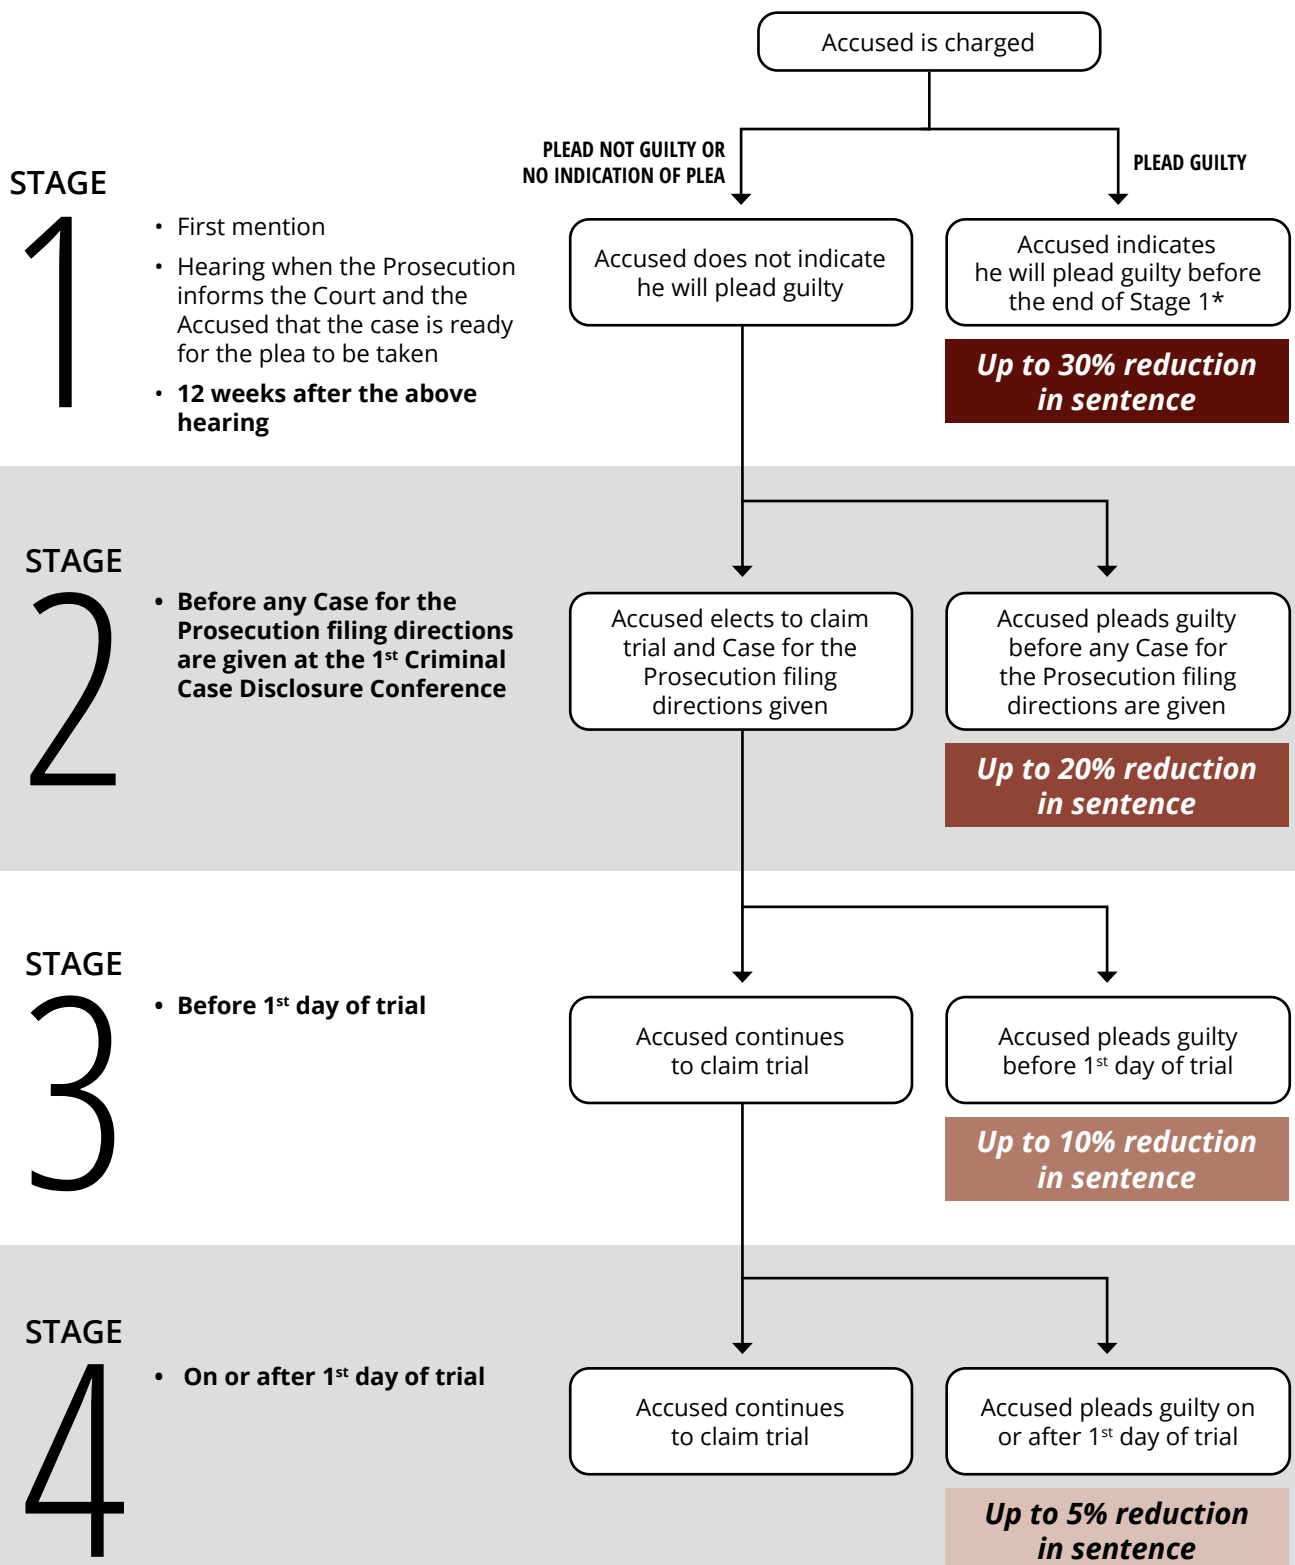 Accused is charged
PLEAD NOT GUILTY OR
NO INDICATION OF PLEA
PLEAD GUILTY
STAGE
1
• First mention
• Hearing when the Prosecution
informs the Court and the
Accused that the case is ready
for the plea to be taken
• 12 weeks after the above
hearing
Accused does not indicate
he will plead guilty
Accused indicates
he will plead guilty before
the end of Stage 1*
Up to 30% reduction
in sentence
STAGE
2
• Before any Case for the
Prosecution filing directions
are given at the 1st Criminal
Case Disclosure Conference
Accused elects to claim
trial and Case for the
Prosecution filing
directions given
Accused pleads guilty
before any Case for
the Prosecution filing
directions are given
Up to 20% reduction
in sentence
STAGE
3
• Before 1st day of trial
Accused continues
to claim trial
Accused pleads guilty
before 1st day of trial
Up to 10% reduction
in sentence
STAGE
4
• On or after 1st day of trial
Accused continues
to claim trial
Accused pleads guilty on
or after 1st day of trial
Up to 5% reduction
in sentence